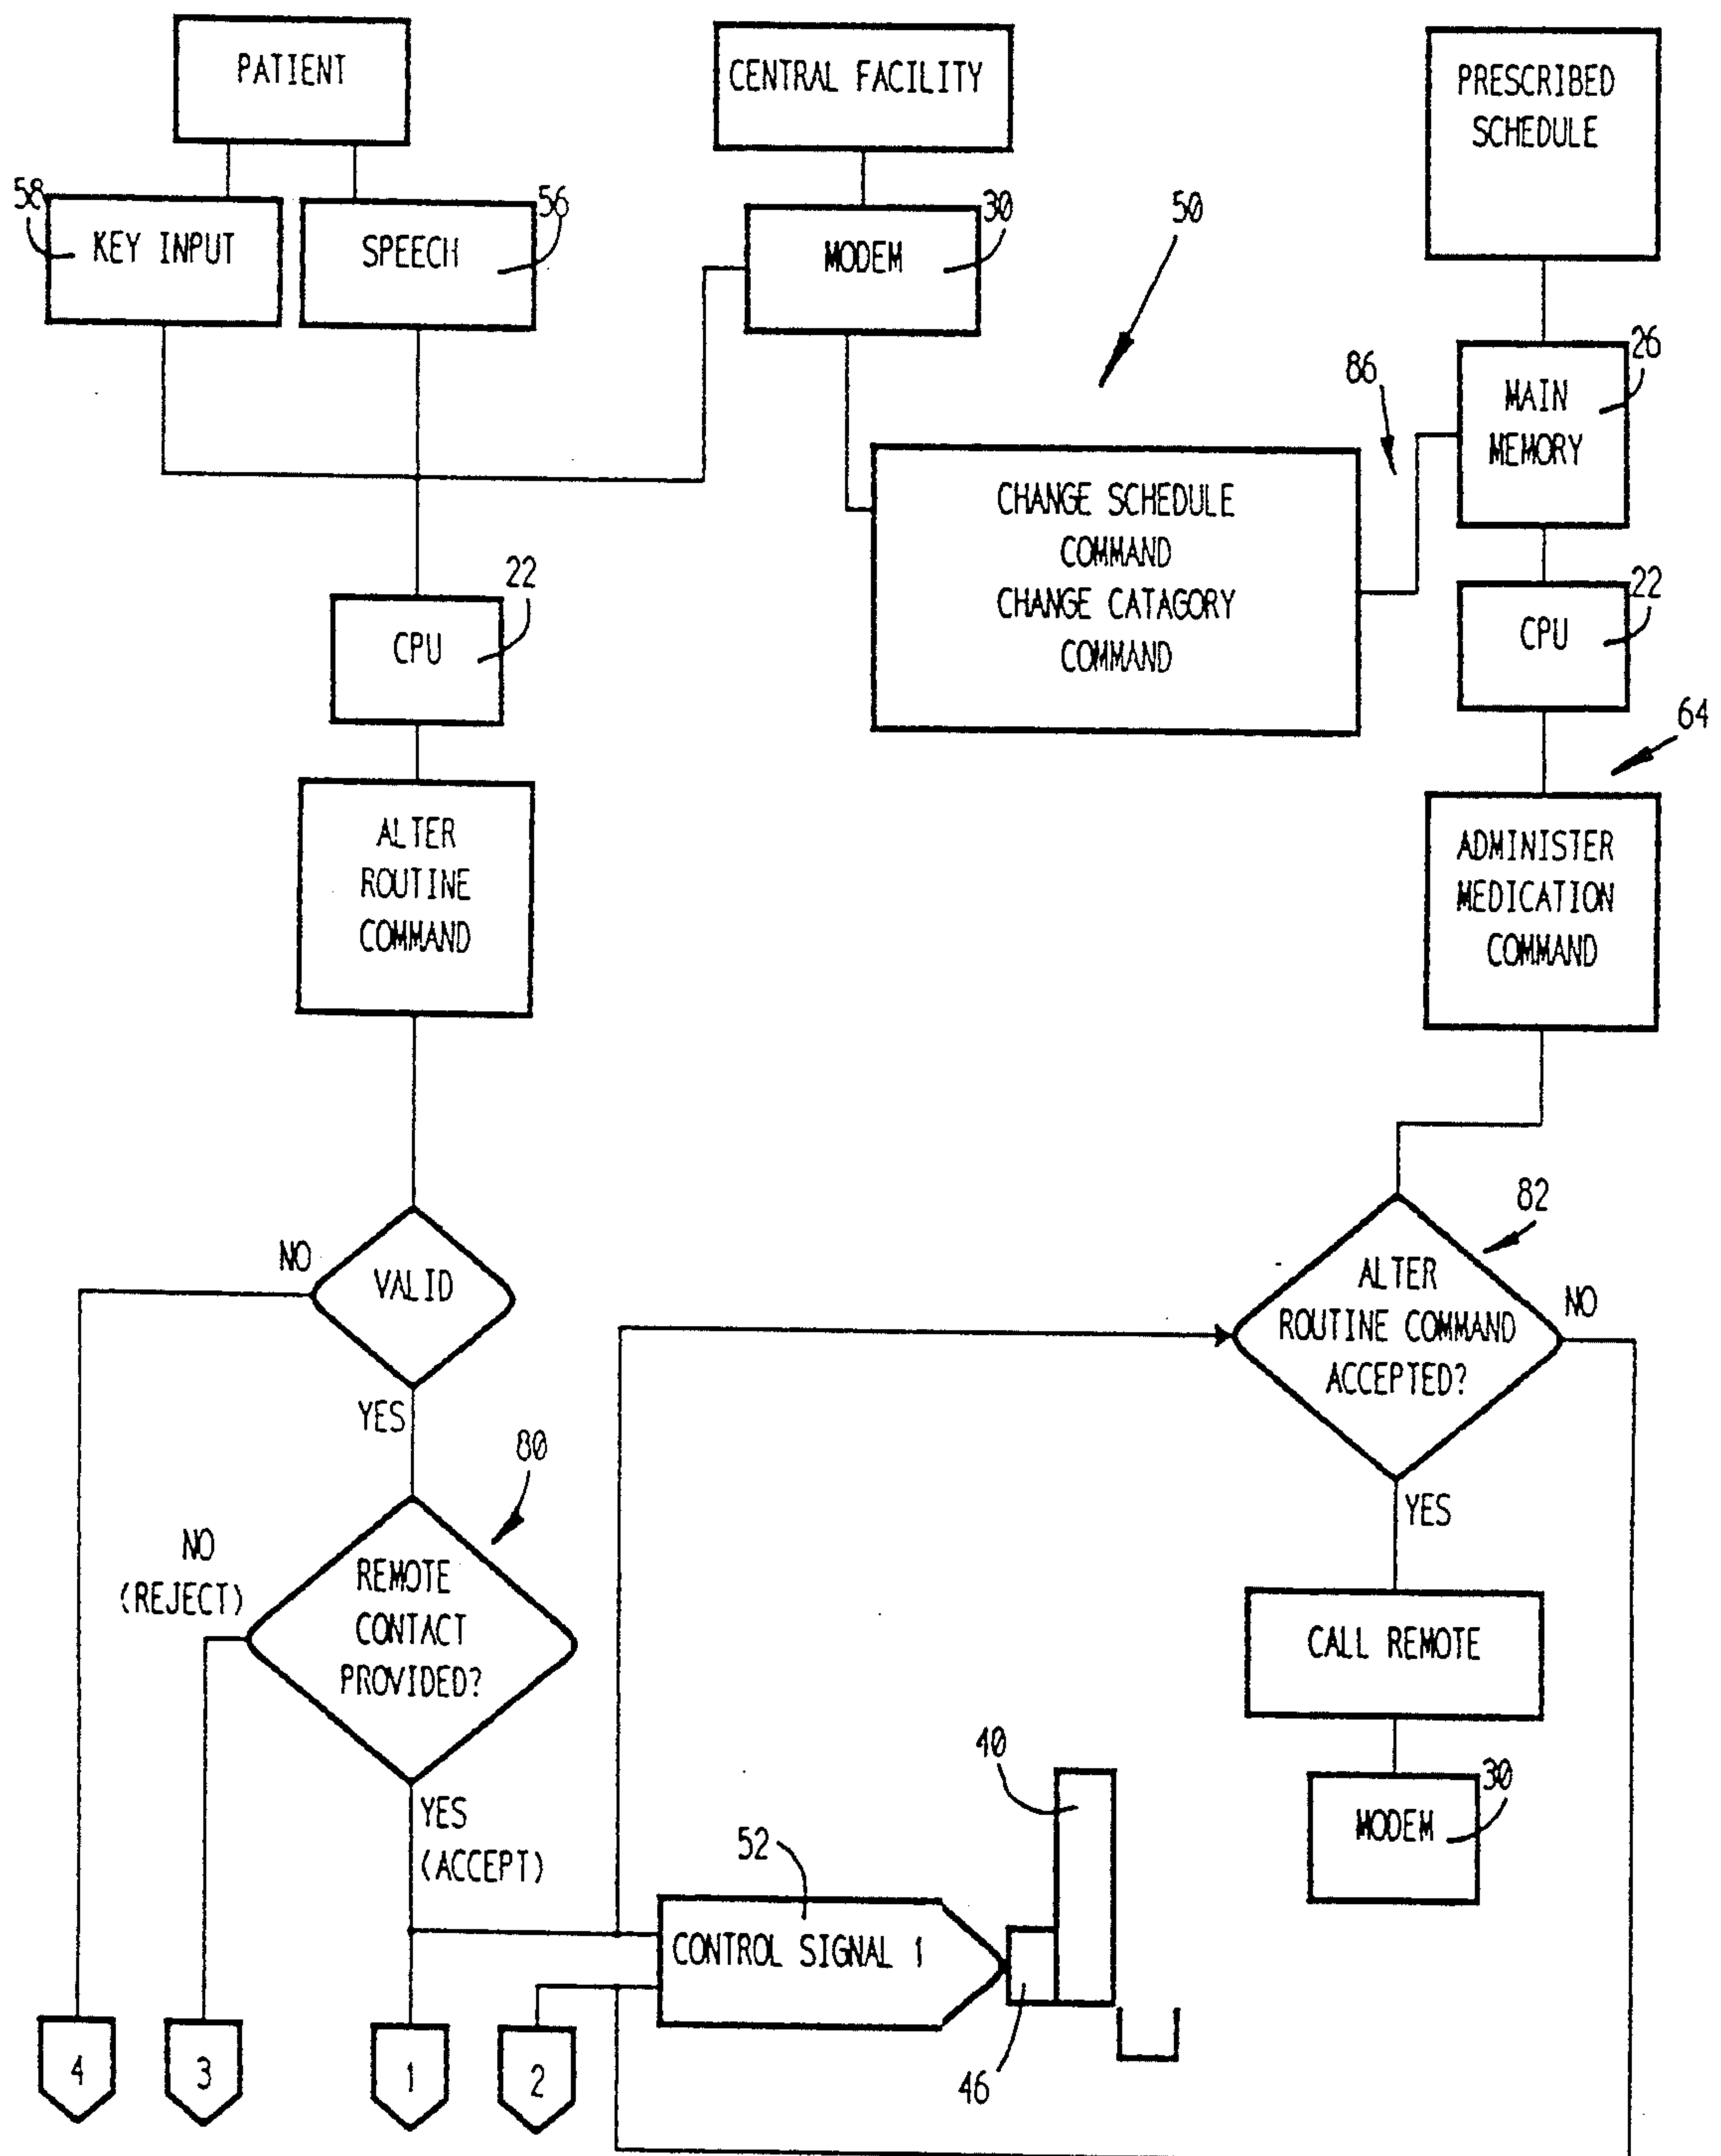 PATIENT
CENTRAL FACILITY
PRESCRIBED
SCHEDULE
58
KEY INPUT
56
SPEECH
30
MODEM
50
86
26
MAIN
MEMORY
CHANGE SCHEDULE
COMMAND
CHANGE CATAGORY
COMMAND
22
CPU
22
CPU
64
ALTER
ROUTINE
COMMAND
ADMINISTER
MEDICATION
COMMAND
NO
VALID
YES
82
ALTER
ROUTINE COMMAND
ACCEPTED?
NO
YES
80
NO
(REJECT)
REMOTE
CONTACT
PROVIDED?
YES
(ACCEPT)
CALL REMOTE
30
MODEM
40
52
CONTROL SIGNAL 1
46
4
3
1
2